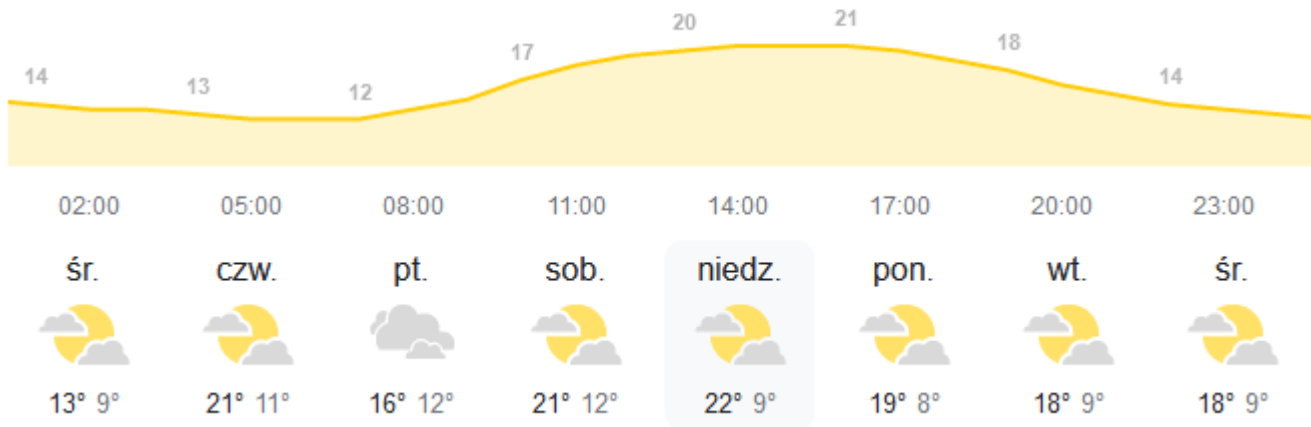 14 13 12 17 20 21 18 14
02:00 05:00 08:00 11:00 14:00 17:00 20:00 23:00
śr. czw. pt. sob. niedz. pon. wt. śr.
13° 9° 21° 11° 16° 12° 21° 12° 22° 9° 19° 8° 18° 9° 18° 9°